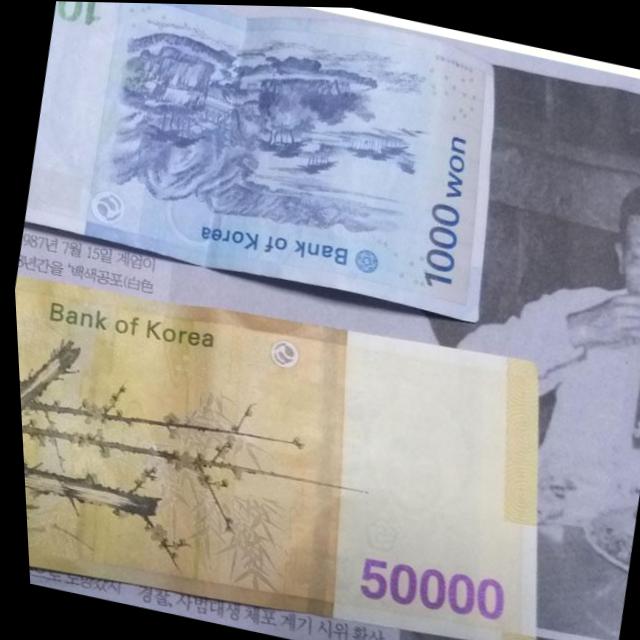 1000 won
Bank of Korea
987년 7월 15일 게임이
년간을 '백색공포(白色
Bank of Korea
50000
경찰, 사범대생 체포 계기 시위 확산